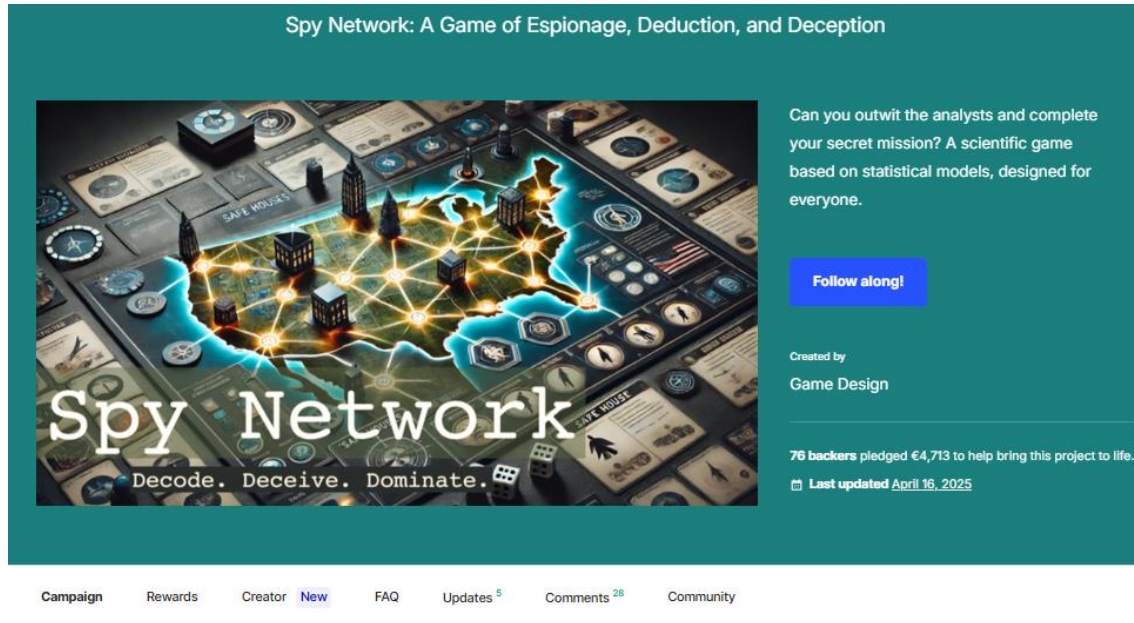 Spy Network: A Game of Espionage, Deduction, and Deception
SAFE HOUSES
SAFE HOUSE
Spy Network
Decode. Deceive. Dominate.
Can you outwit the analysts and complete
your secret mission? A scientific game
based on statistical models, designed for
everyone.
Follow along!
Created by
Game Design
76 backers pledged €4,713 to help bring this project to life.
Last updated April 16, 2025
Campaign Rewards Creator New FAQ Updates 5 Comments 28 Community